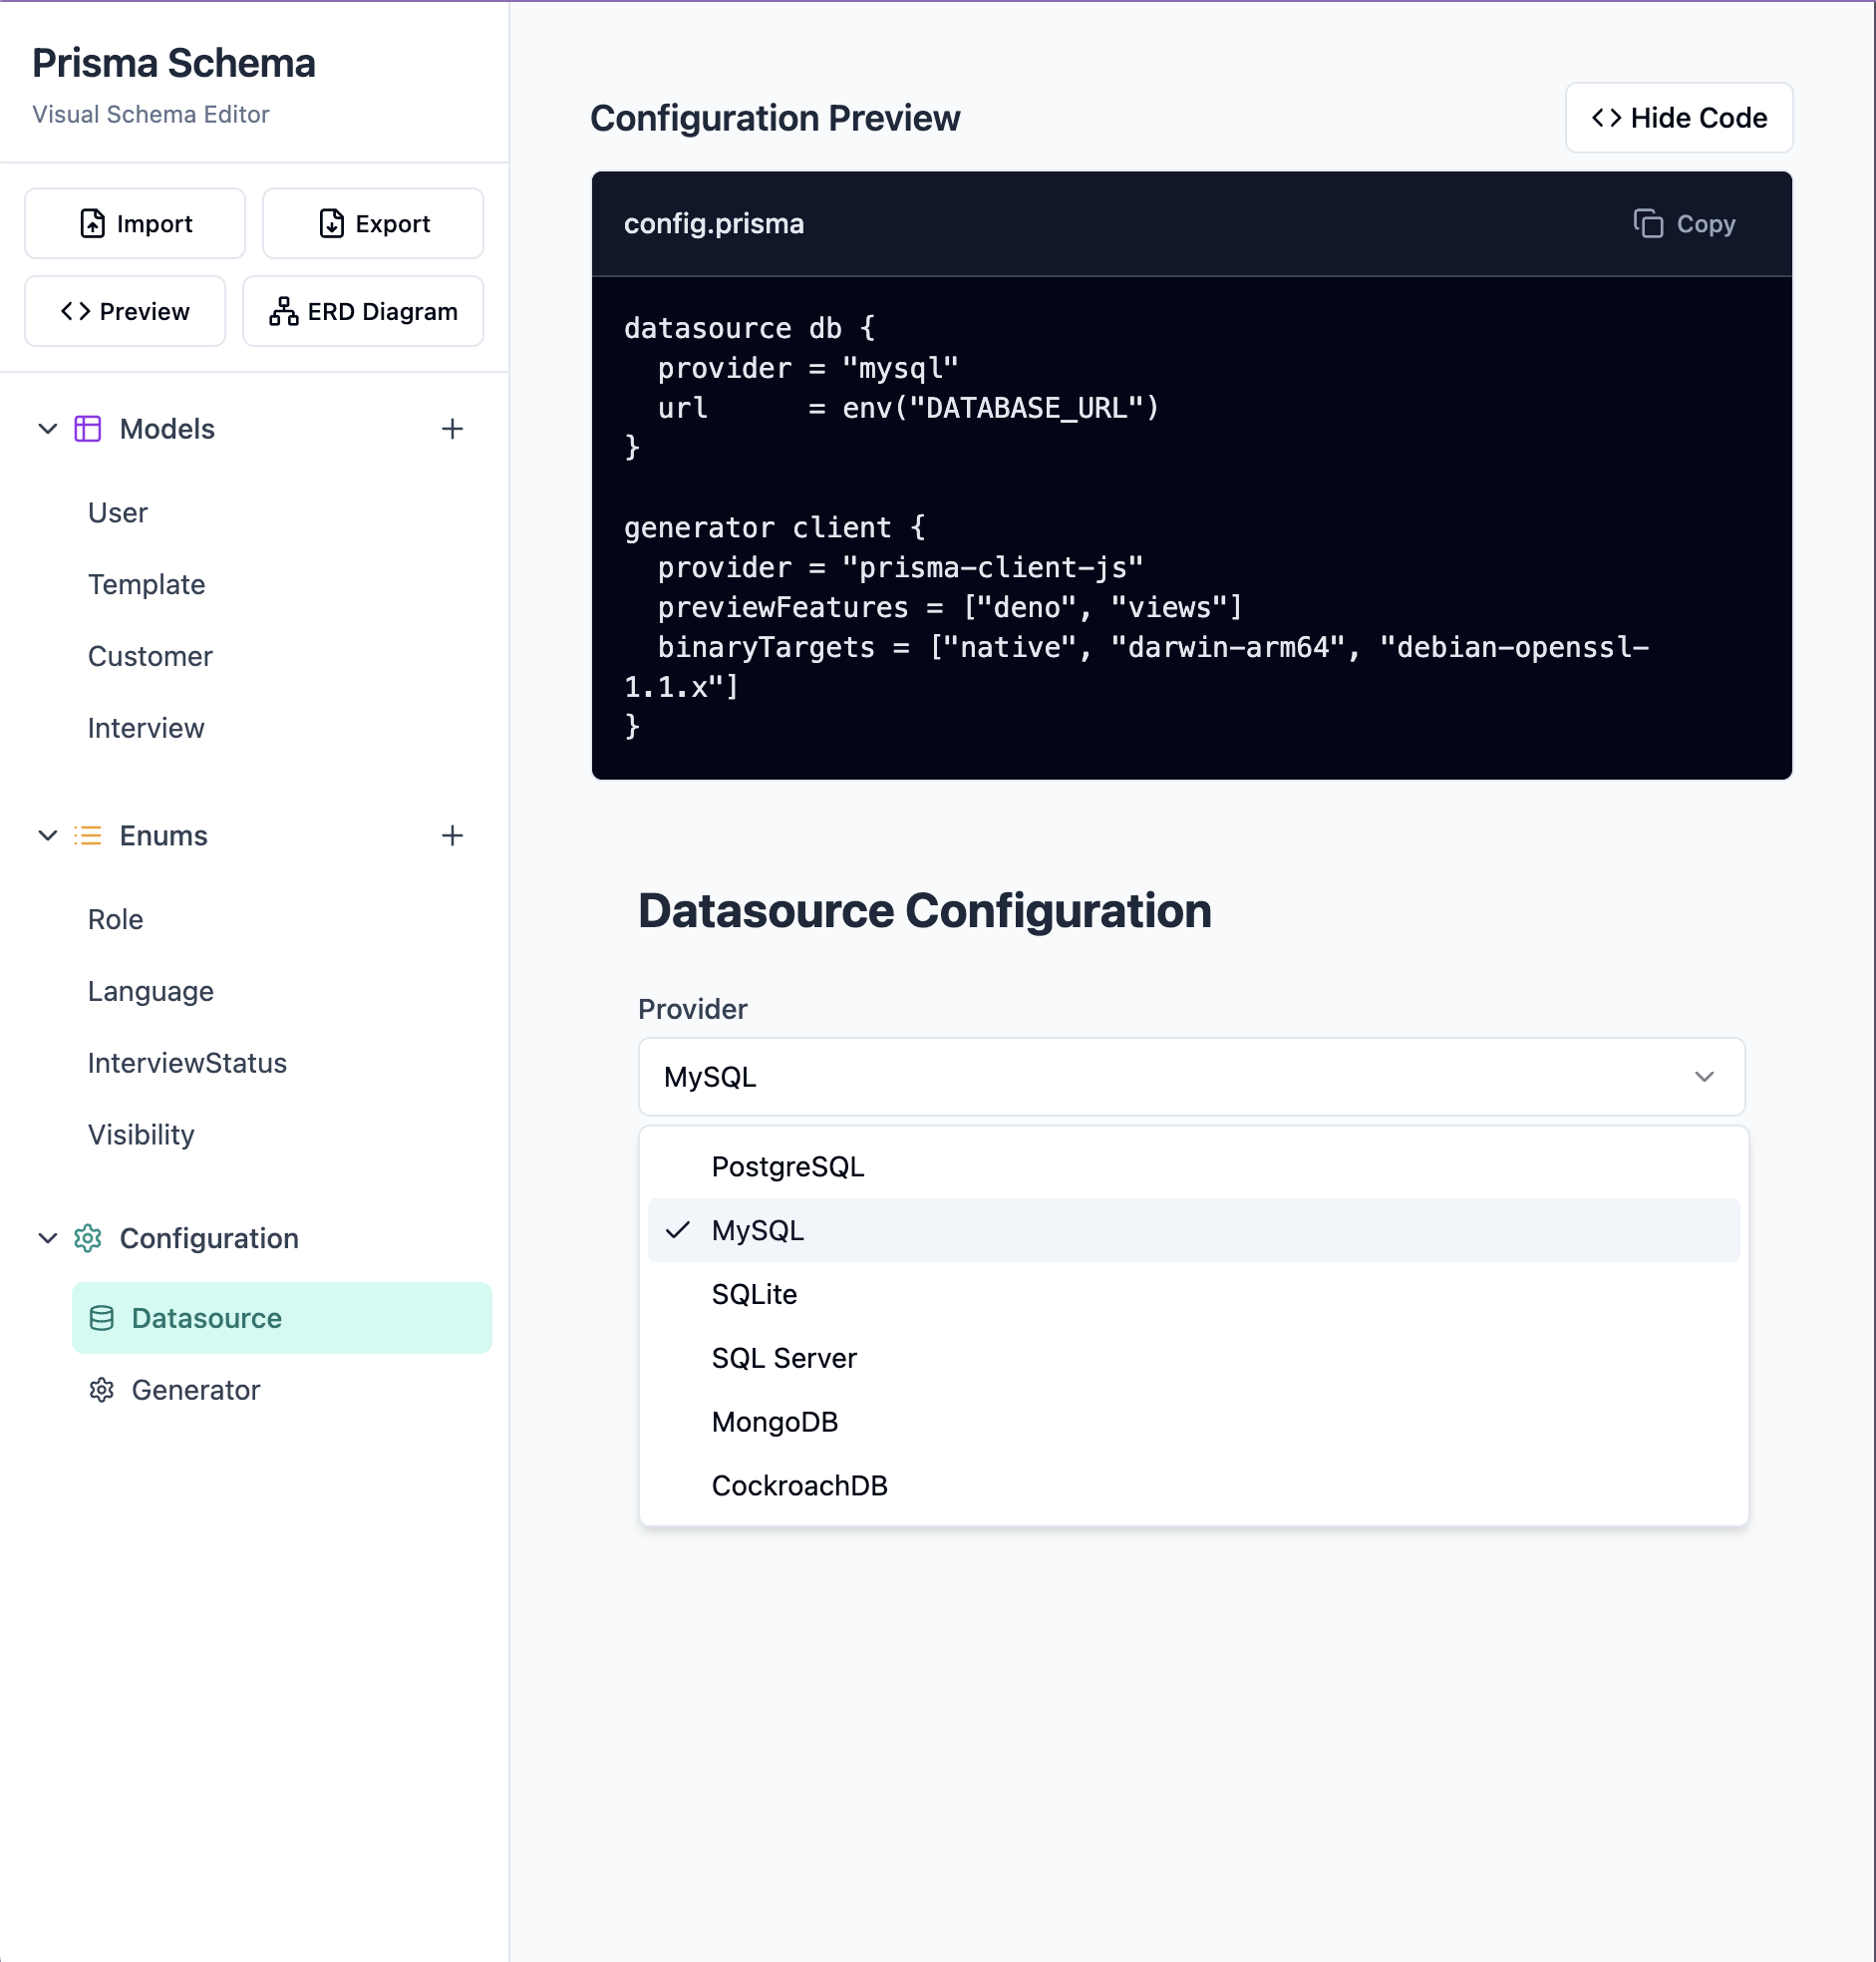 Prisma Schema
Visual Schema Editor
Import
Export
Preview
ERD Diagram
Models
User
Template
Customer
Interview
Enums
Role
Language
InterviewStatus
Visibility
Configuration
Datasource
Generator
Configuration Preview
<> Hide Code
config.prisma
Copy
datasource db {
  provider = "mysql"
  url      = env("DATABASE_URL")
}

generator client {
  provider = "prisma-client-js"
  previewFeatures = ["deno", "views"]
  binaryTargets = ["native", "darwin-arm64", "debian-openssl-
1.1.x"]
}
Datasource Configuration
Provider
MySQL
PostgreSQL
MySQL
SQLite
SQL Server
MongoDB
CockroachDB